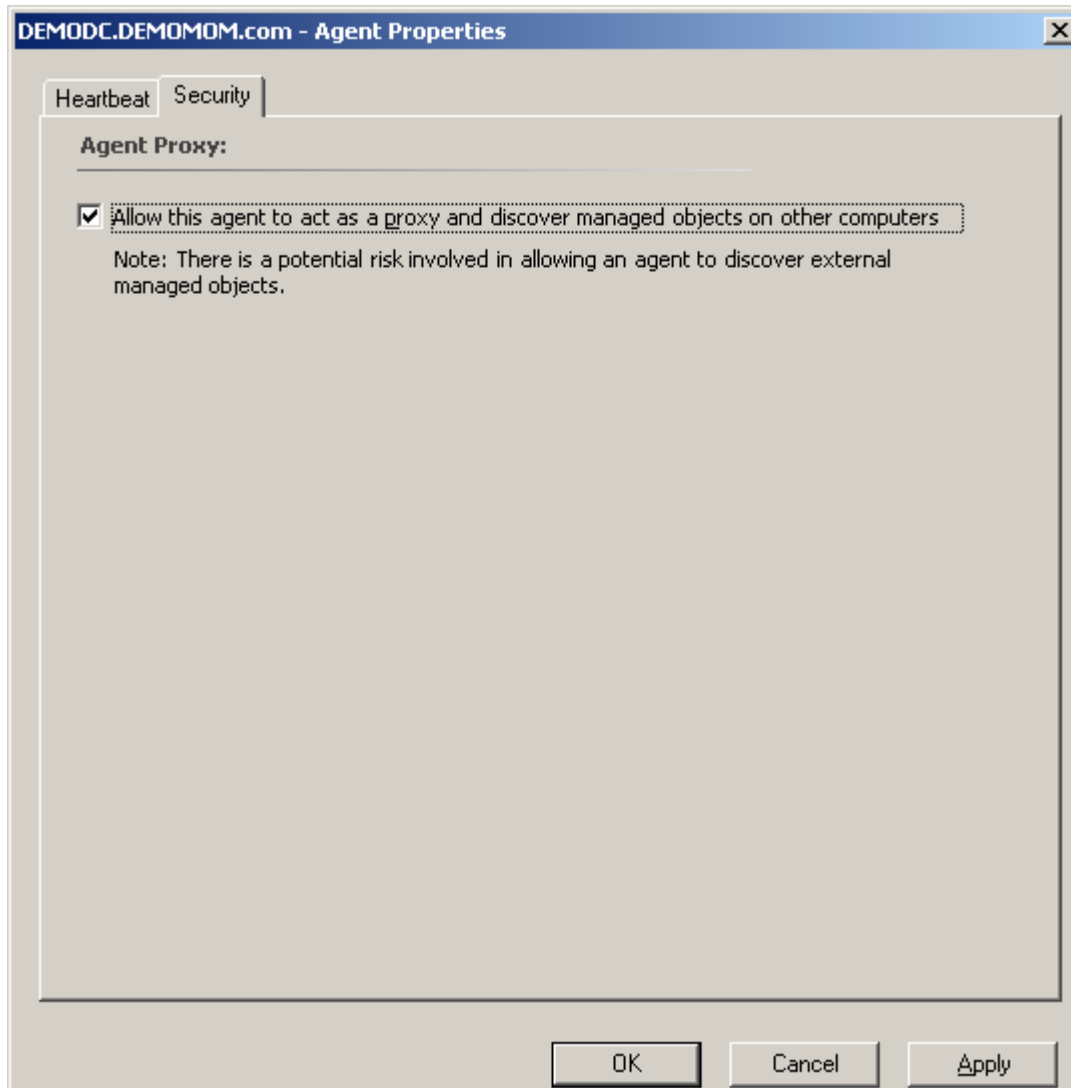 DEMODC.DEMOMOM.com - Agent Properties
Heartbeat Security
Agent Proxy:
Allow this agent to act as a proxy and discover managed objects on other computers
Note: There is a potential risk involved in allowing an agent to discover external
managed objects.
OK Cancel Apply